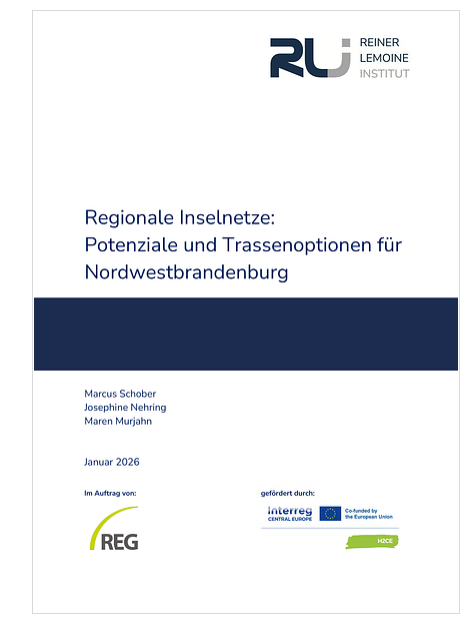 RLI
REINER
LEMOINE
INSTITUT
Regionale Inselnetze:
Potenziale und Trassenoptionen für
Nordwestbrandenburg
Marcus Schober
Josephine Nehring
Maren Murjahn
Januar 2026
Im Auftrag von:
gefördert durch:
REG
Interreg
CENTRAL EUROPE
Co-funded by
the European Union
H2CE